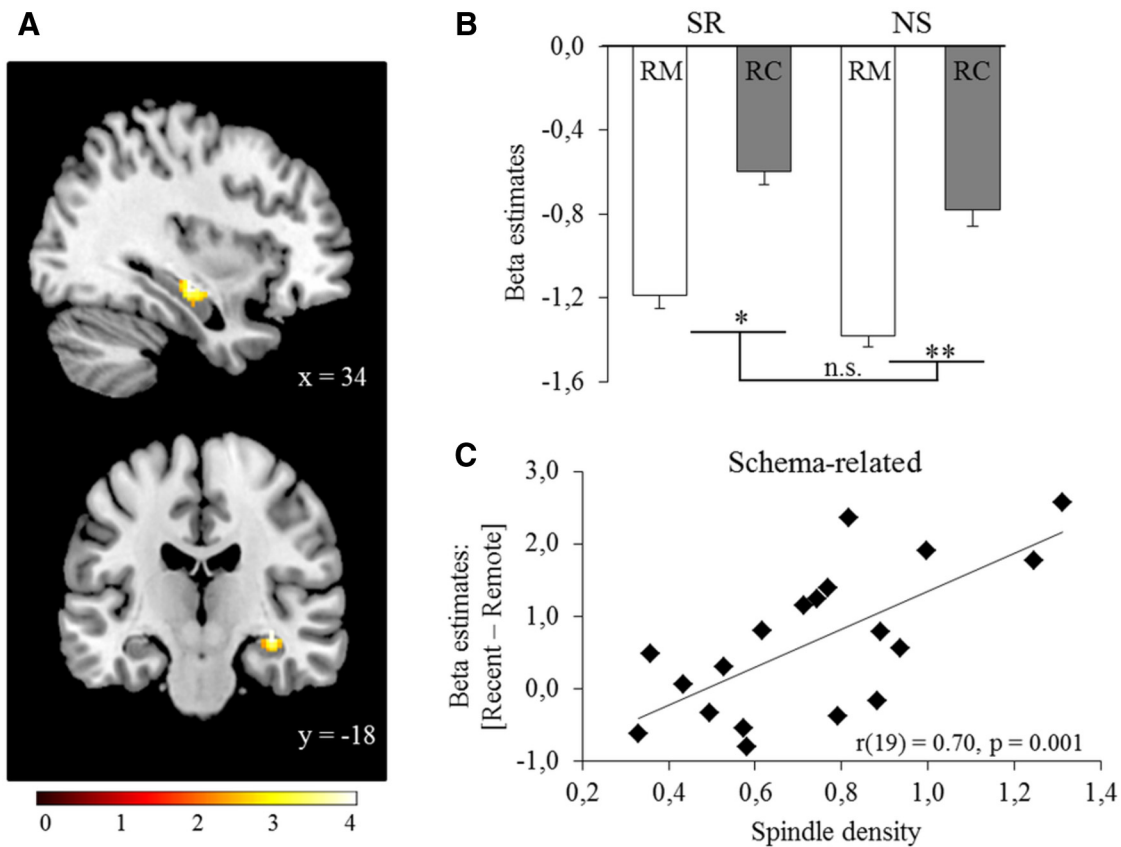 A
x = 34
y = -18
0 1 2 3 4
B
SR NS
0,0
-0,4
-0,8
-1,2
-1,6
Beta estimates
RM RC RM RC
*
**
n.s.
C
Schema-related
3,0
2,0
1,0
0,0
-1,0
Beta estimates:
[Recent – Remote]
r(19) = 0.70, p = 0.001
0,2 0,4 0,6 0,8 1,0 1,2 1,4
Spindle density